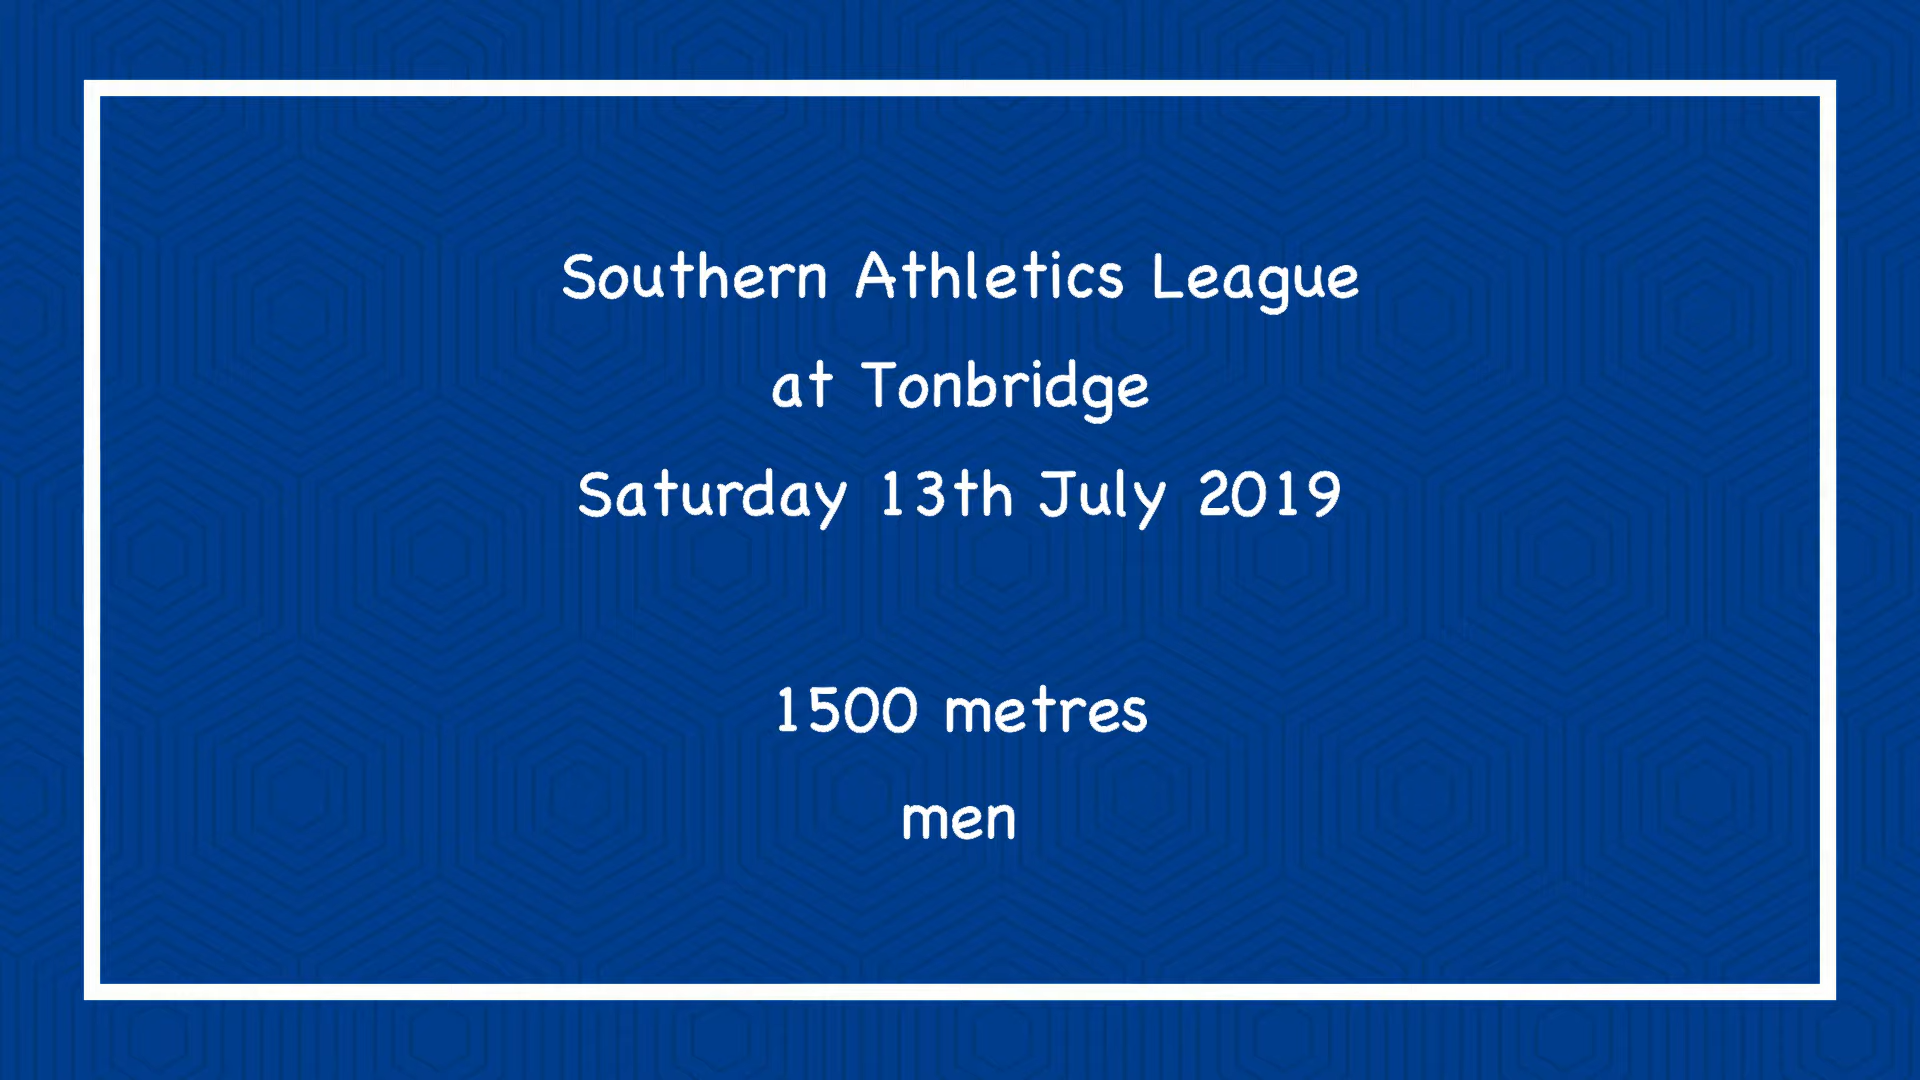 Southern Athletics League
at Tonbridge
Saturday 13th July 2019
1500 metres
men